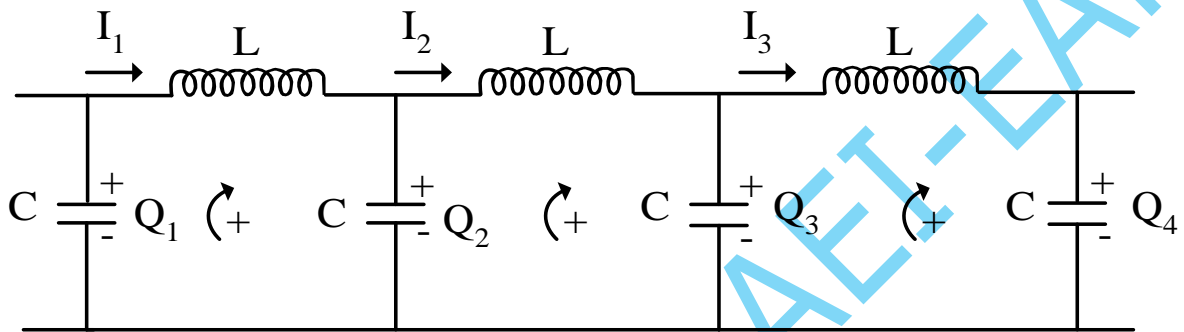 I1 L I2 L I3 L
C + - Q1 + C + - Q2 + C + - Q3 + C + - Q4
AEI-EA